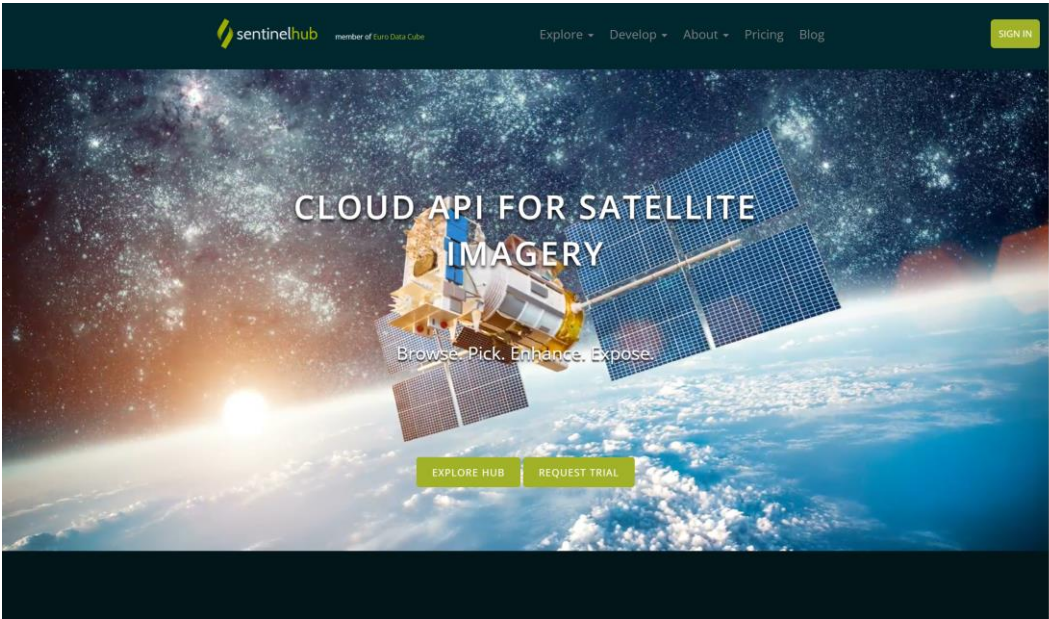 sentinelhub member of Euro Data Cube Explore Develop About Pricing Blog SIGN IN
CLOUD API FOR SATELLITE
IMAGERY
Browse. Pick. Enhance. Expose.
EXPLORE HUB REQUEST TRIAL